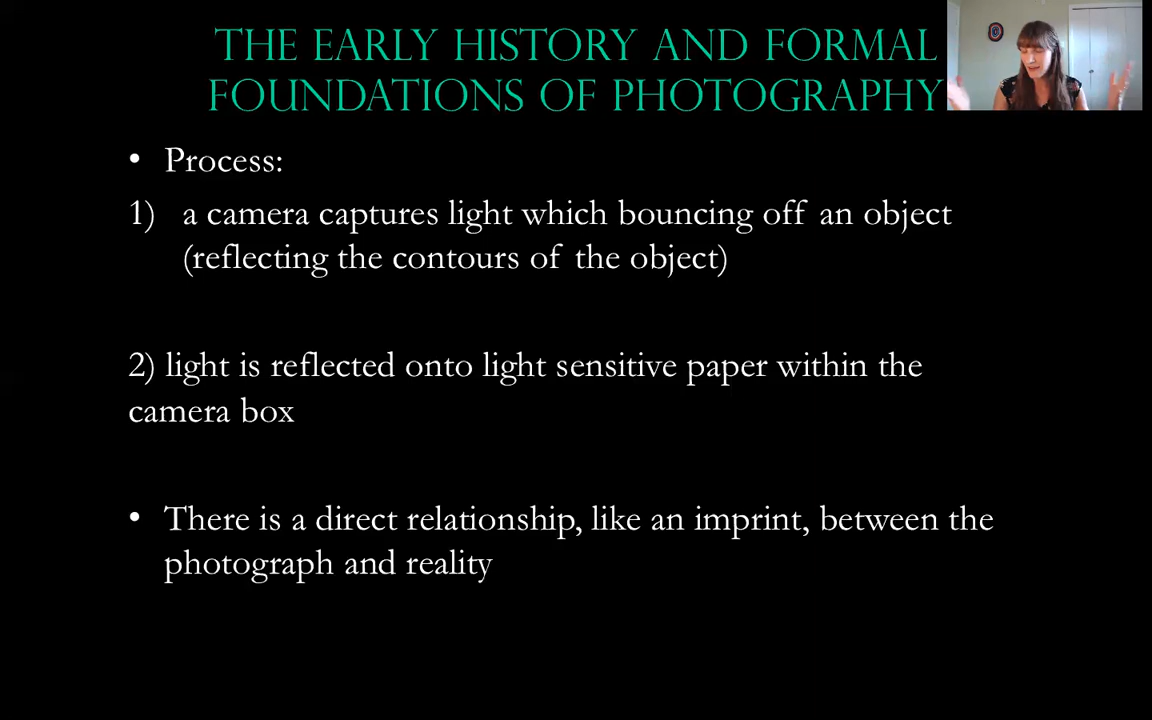 THE EARLY HISTORY AND FORMAL
FOUNDATIONS OF PHOTOGRAPHY
• Process:
1) a camera captures light which bouncing off an object
(reflecting the contours of the object)
2) light is reflected onto light sensitive paper within the
camera box
• There is a direct relationship, like an imprint, between the
photograph and reality